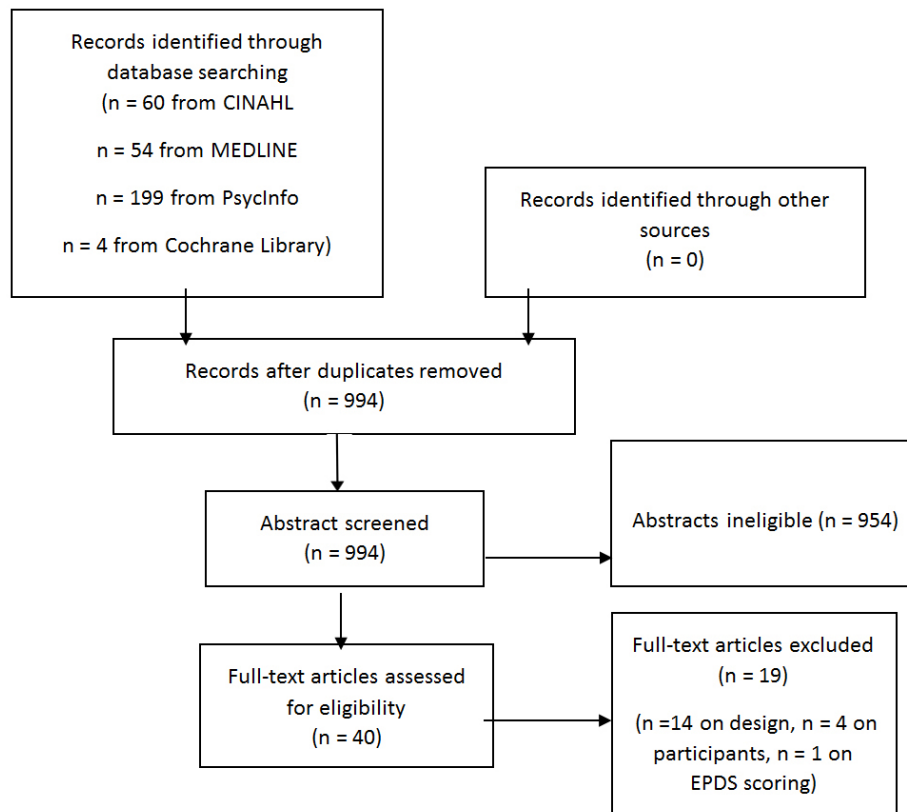 Records identified through
database searching
(n = 60 from CINAHL
n = 54 from MEDLINE
n = 199 from PsycInfo
n = 4 from Cochrane Library)
Records identified through other
sources
(n = 0)
Records after duplicates removed
(n = 994)
Abstract screened
(n = 994)
Abstracts ineligible (n = 954)
Full-text articles assessed
for eligibility
(n = 40)
Full-text articles excluded
(n = 19)
(n =14 on design, n = 4 on
participants, n = 1 on
EPDS scoring)